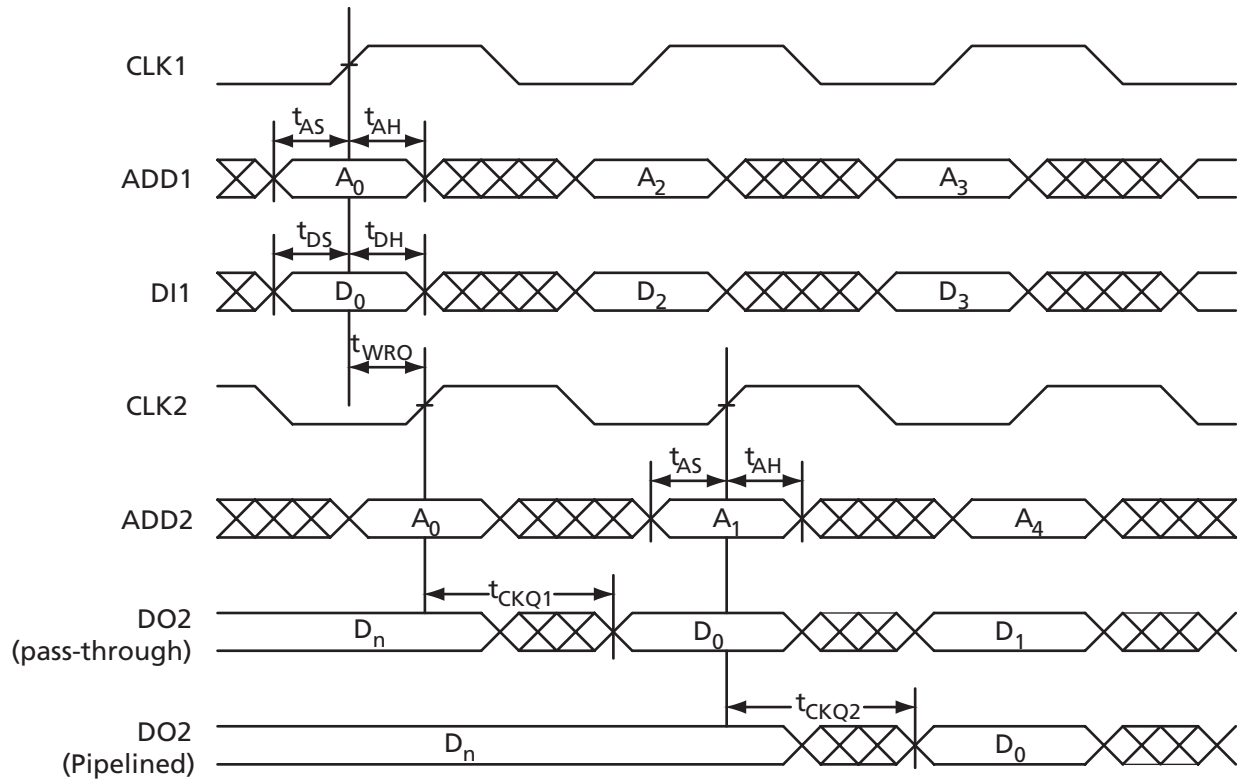 CLK1
tAS tAH
ADD1 A0 A2 A3
tDS tDH
DI1 D0 D2 D3
tWRO
CLK2
tAS tAH
ADD2 A0 A1 A4
tCKQ1
DO2
(pass-through) Dn D0 D1
tCKQ2
DO2
(Pipelined) Dn D0